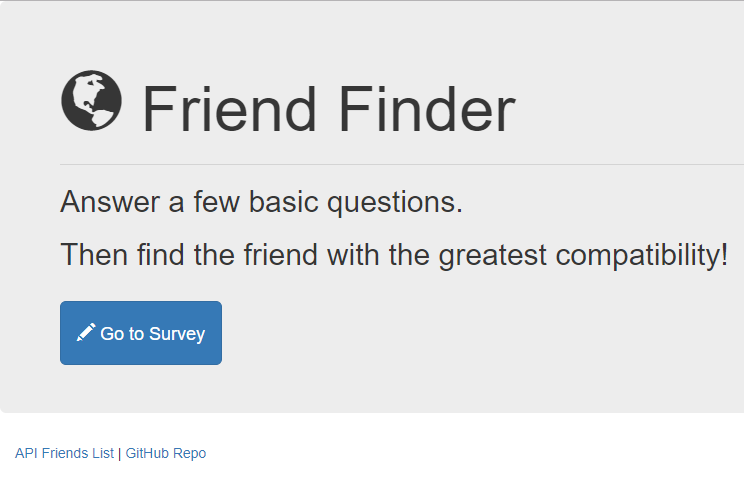 Friend Finder
Answer a few basic questions.
Then find the friend with the greatest compatibility!
Go to Survey
API Friends List | GitHub Repo